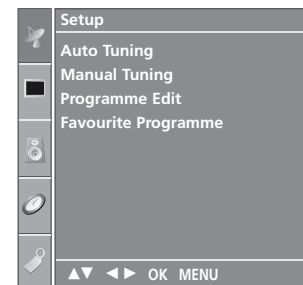 Setup
Auto Tuning
Manual Tuning
Programme Edit
Favourite Programme
▲▼ ◄► OK MENU